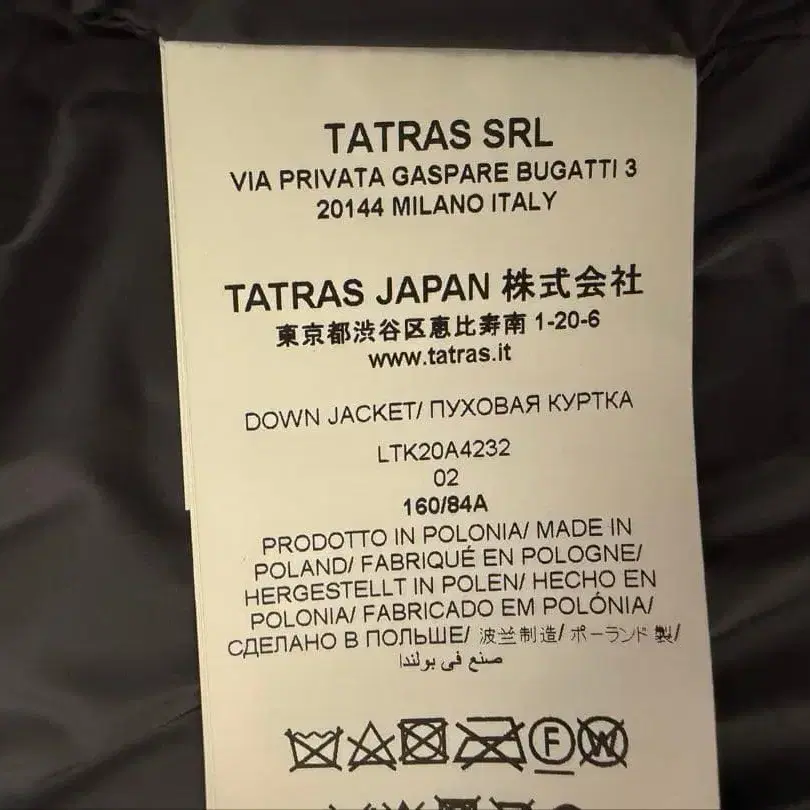 TATRAS SRL
VIA PRIVATA GASPARE BUGATTI 3
20144 MILANO ITALY
TATRAS JAPAN 株式会社
東京都渋谷区恵比寿南 1-20-6
www.tatras.it
DOWN JACKET/ ПУХОВАЯ КУРТКА
LTK20A4232
02
160/84A
PRODOTTO IN POLONIA/ MADE IN
POLAND/ FABRIQUÉ EN POLOGNE/
HERGESTELLT IN POLEN/ HECHO EN
POLONIA/ FABRICADO EM POLÓNIA/
СДЕЛАНО В ПОЛЬШЕ/ 波兰制造/ ポーランド 製/
صنع في بولندا
F W